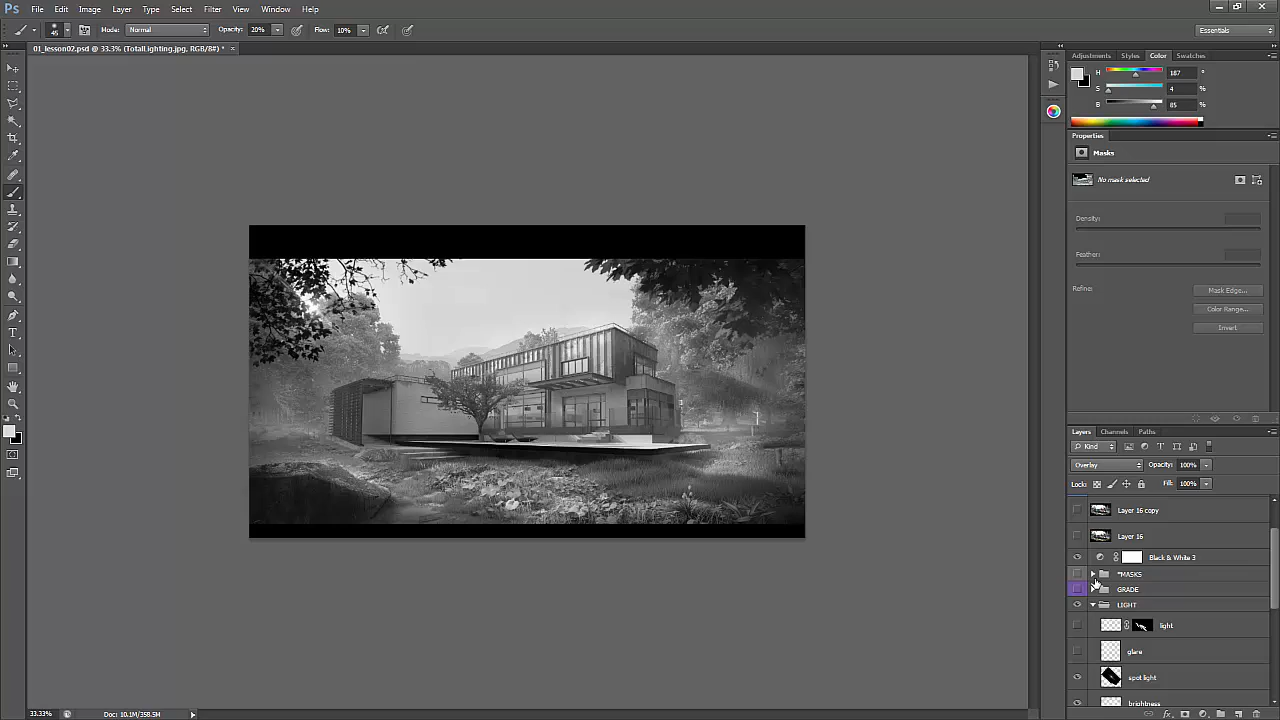 Ps File Edit Image Layer Type Select Filter View Window Help
45 Mode: Normal Opacity: 20% Flow: 10% Essentials
01_lesson02.psd @ 33.3% (TotalLighting.jpg, RGB/8#) * ×
Adjustments Styles Color Swatches
H 187 °
S 4 %
B 85 %
Properties
Masks
No mask selected
Density:
Feather:
Refine: Mask Edge...
Color Range...
Invert
Layers Channels Paths
Kind
Overlay Opacity: 100%
Lock: Fill: 100%
Layer 16 copy
Layer 16
Black & White 3
*MASKS
GRADE
LIGHT
light
glare
spot light
brightness
33.33% Doc: 10.1M/358.5M